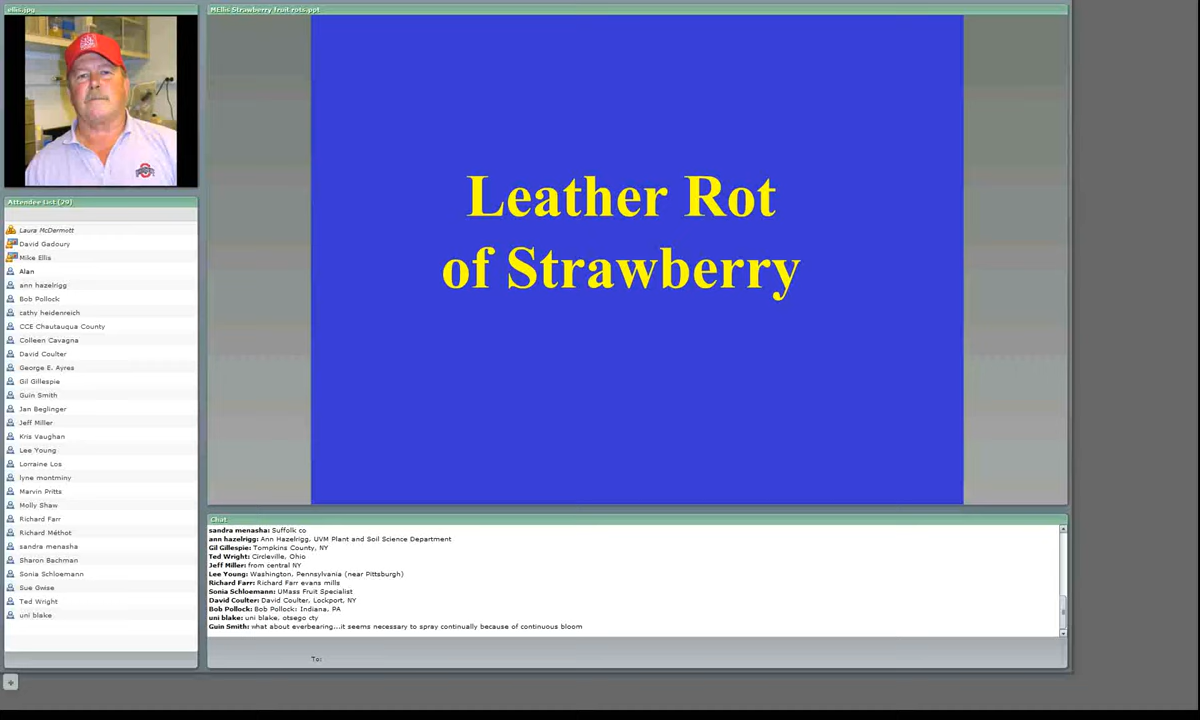 ellis.jpg
MEllis Strawberry fruit rots.ppt
Leather Rot
of Strawberry
Attendee List (29)
Laura McDermott
David Gadoury
Mike Ellis
Alan
ann hazelrigg
Bob Pollock
cathy heidenreich
CCE Chautauqua County
Colleen Cavagna
David Coulter
George E. Ayres
Gil Gillespie
Guin Smith
Jan Beglinger
Jeff Miller
Kris Vaughan
Lee Young
Lorraine Los
lyne montminy
Marvin Pritts
Molly Shaw
Richard Farr
Richard Méthot
sandra menasha
Sharon Bachman
Sonia Schloemann
Sue Gwise
Ted Wright
uni blake
Chat
sandra menasha: Suffolk co
ann hazelrigg: Ann Hazelrigg, UVM Plant and Soil Science Department
Gil Gillespie: Tompkins County, NY
Ted Wright: Circleville, Ohio
Jeff Miller: from central NY
Lee Young: Washington, Pennsylvania (near Pittsburgh)
Richard Farr: Richard Farr evans mills
Sonia Schloemann: UMass Fruit Specialist
David Coulter: David Coulter, Lockport, NY
Bob Pollock: Bob Pollock: Indiana, PA
uni blake: uni blake, otsego cty
Guin Smith: what about everbearing...it seems necessary to spray continually because of continuous bloom
To: